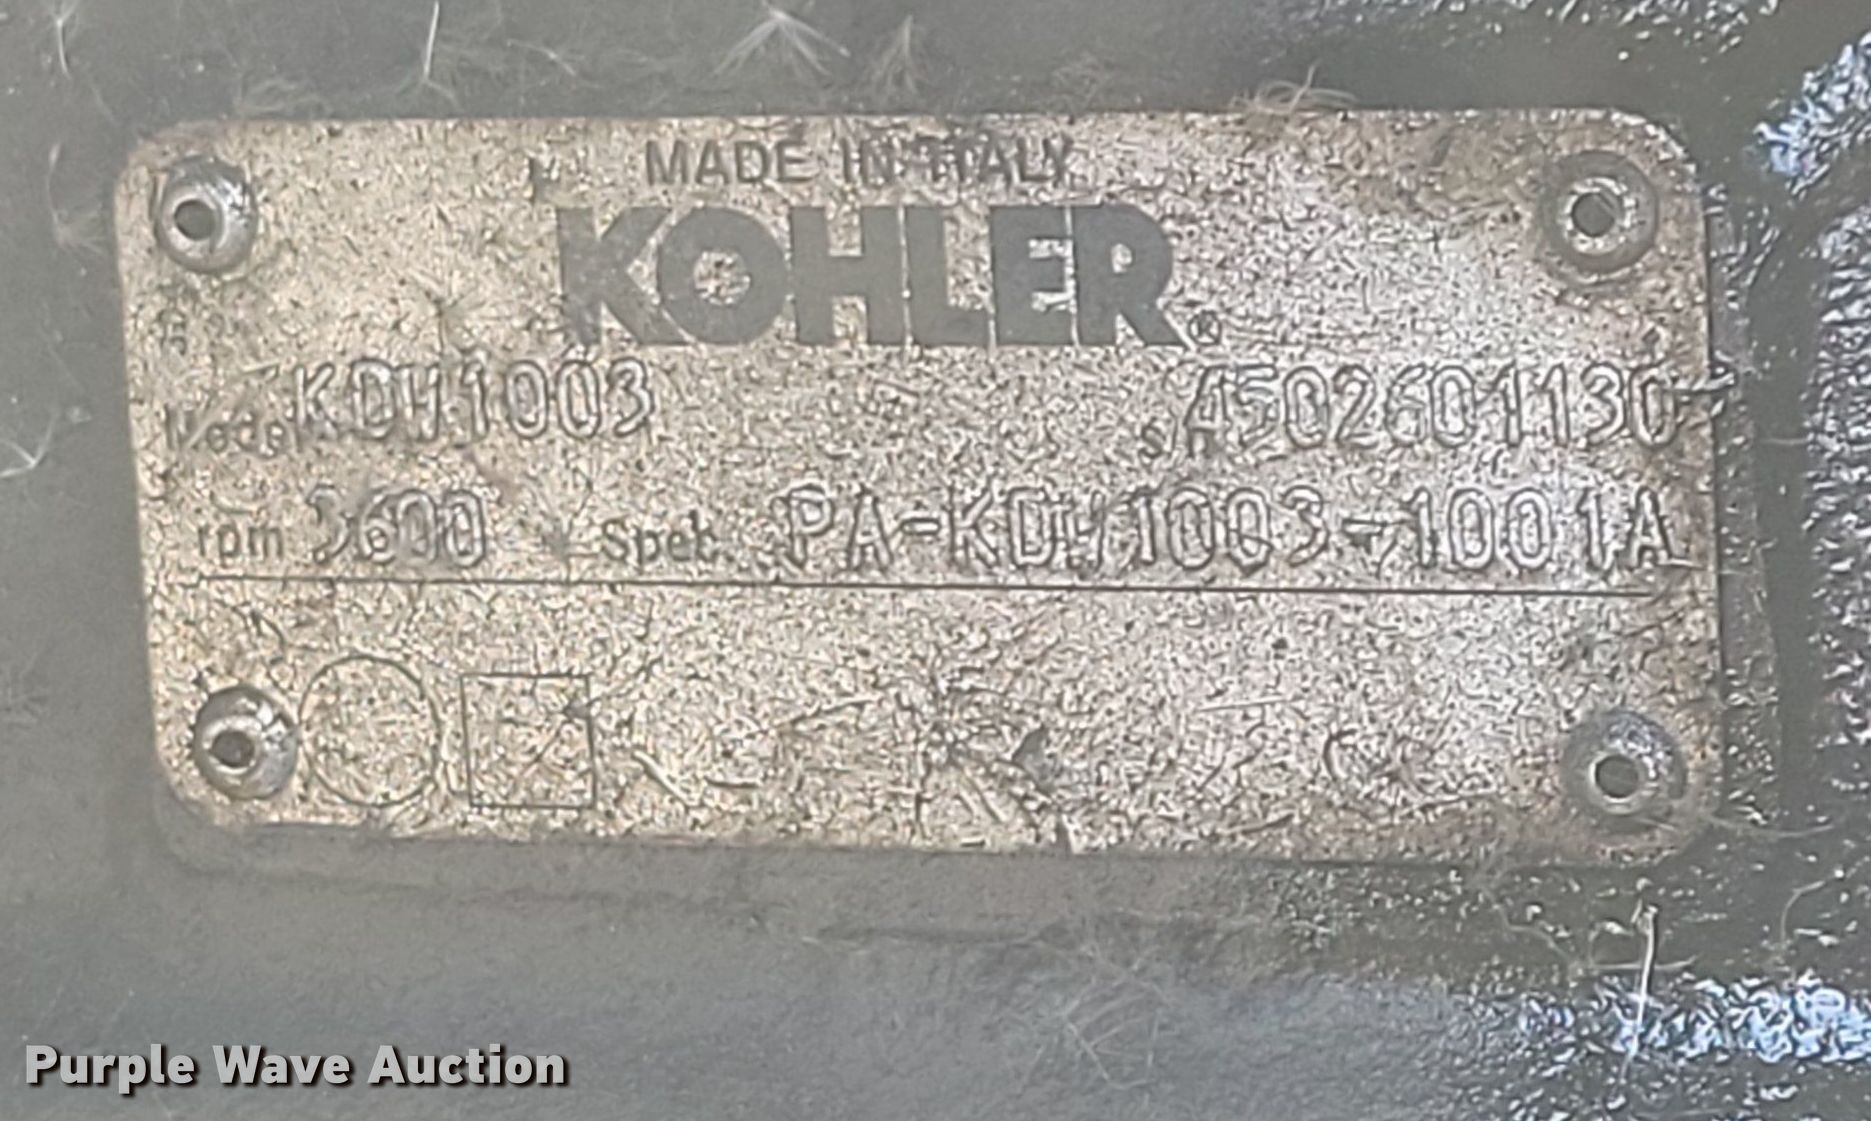 MADE IN ITALY
KOHLER®
Model KDW1003 s/n 4502601130
rpm 3600 Spec. PA-KDW1003-1001A
Purple Wave Auction